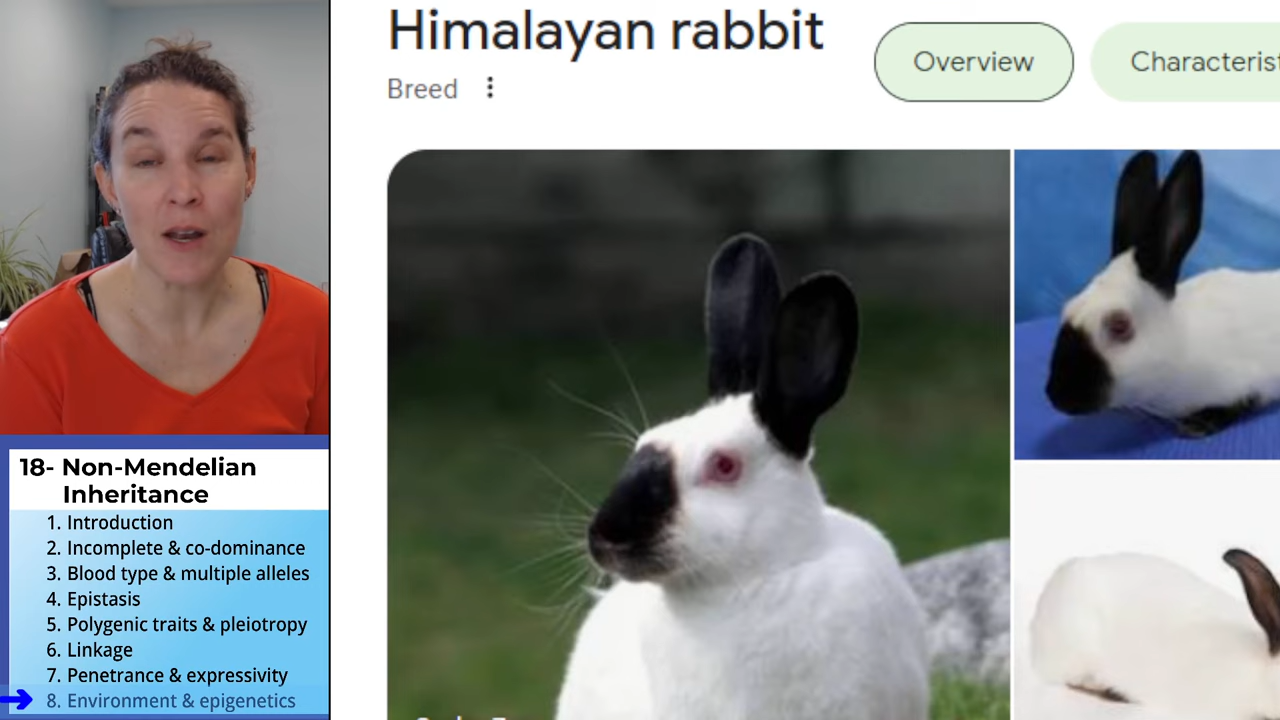 Himalayan rabbit
Breed
Overview
Characterist
18- Non-Mendelian
Inheritance
1. Introduction
2. Incomplete & co-dominance
3. Blood type & multiple alleles
4. Epistasis
5. Polygenic traits & pleiotropy
6. Linkage
7. Penetrance & expressivity
8. Environment & epigenetics